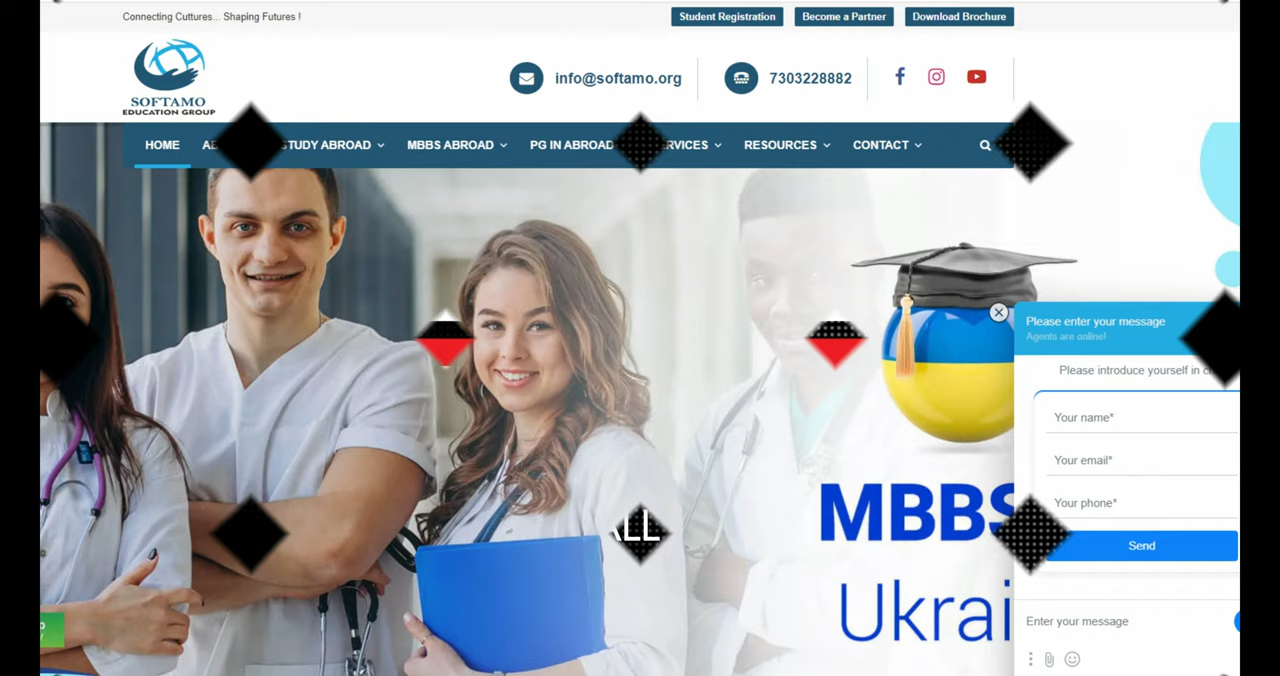 Connecting Cuttures... Shaping Futures !
Student Registration
Become a Partner
Download Brochure
SOFTAMO
EDUCATION GROUP
info@softamo.org
7303228882
HOME
STUDY ABROAD
MBBS ABROAD
PG IN ABROAD
RESOURCES
CONTACT
Please enter your message
Agents are online!
Please introduce yourself in
Your name*
Your email*
Your phone*
Send
MBBS
Enter your message